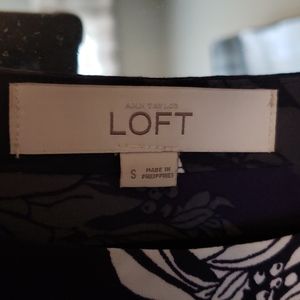 ANN TAYLOR
LOFT
S
MADE IN
PHILIPPINES